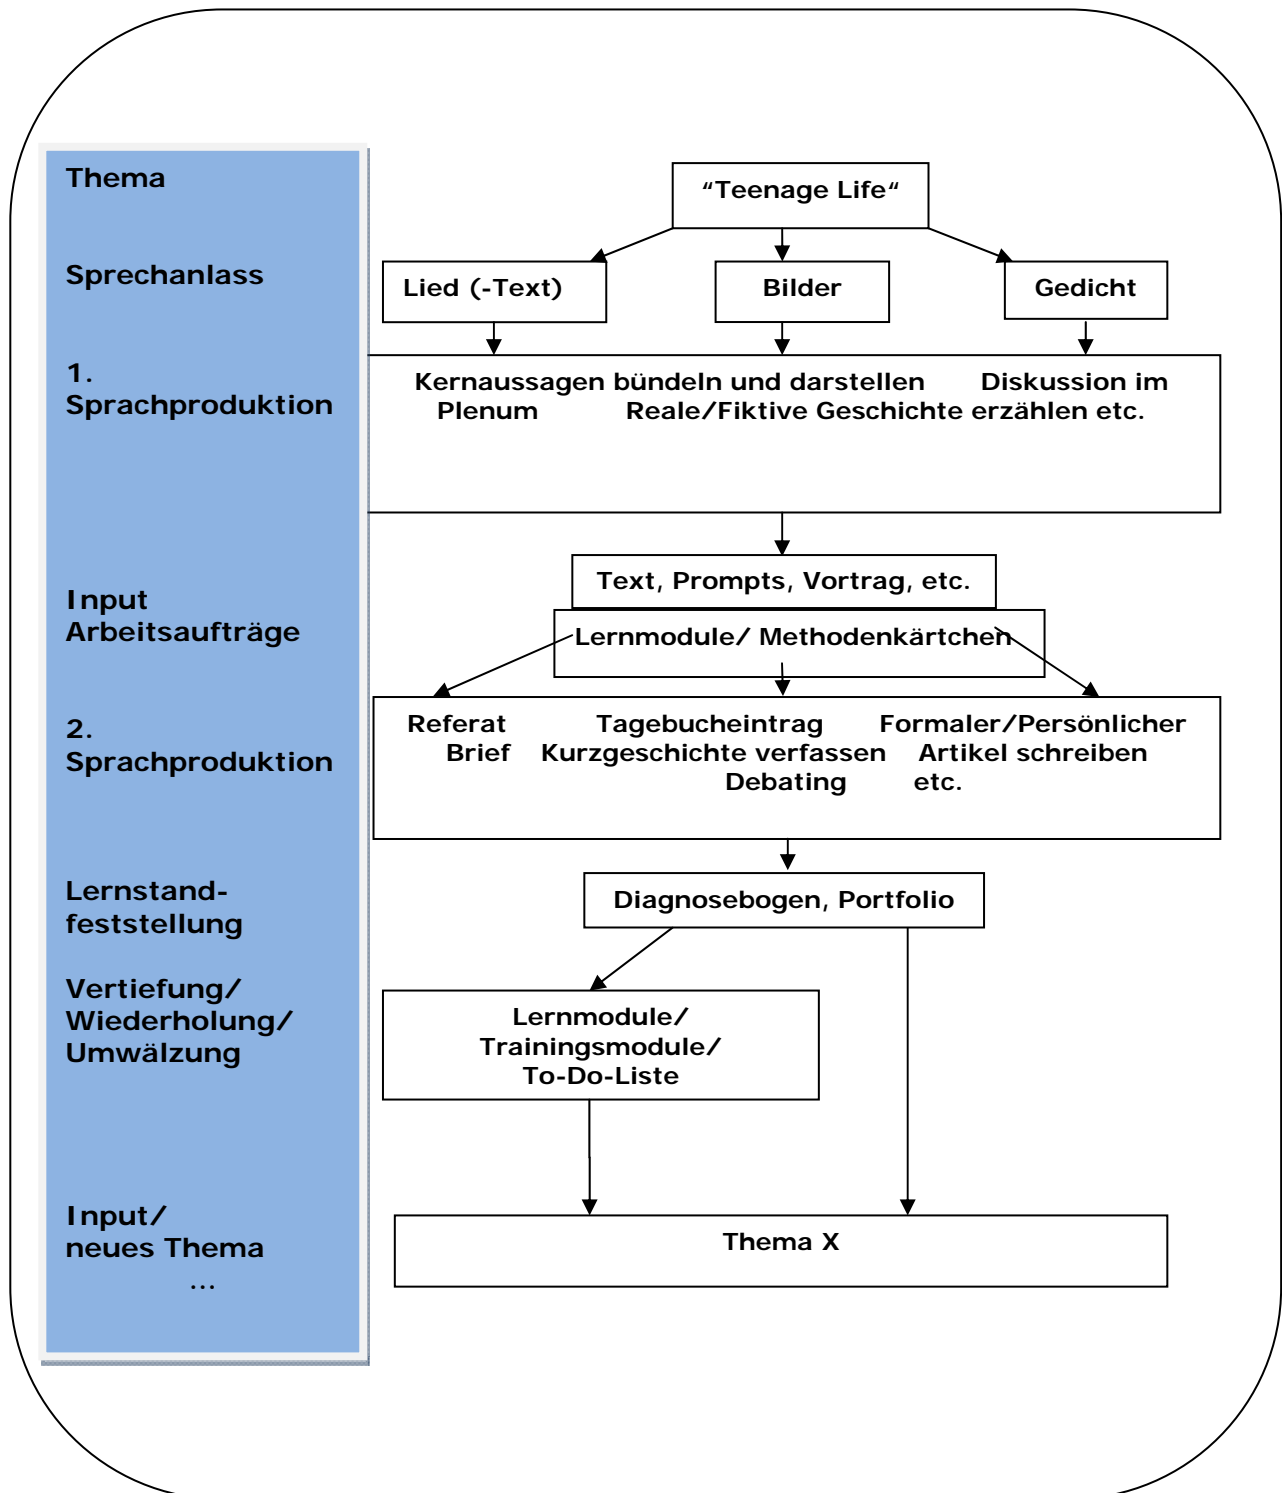 Thema
“Teenage Life“
Sprechanlass
Lied (-Text)
Bilder
Gedicht
1.
Sprachproduktion
Kernaussagen bündeln und darstellen Diskussion im
Plenum Reale/Fiktive Geschichte erzählen etc.
Input
Arbeitsaufträge
Text, Prompts, Vortrag, etc.
Lernmodule/ Methodenkärtchen
2.
Sprachproduktion
Referat Tagebucheintrag Formaler/Persönlicher
Brief Kurzgeschichte verfassen Artikel schreiben
Debating etc.
Lernstand-
feststellung
Diagnosebogen, Portfolio
Vertiefung/
Wiederholung/
Umwälzung
Lernmodule/
Trainingsmodule/
To-Do-Liste
Input/
neues Thema
...
Thema X